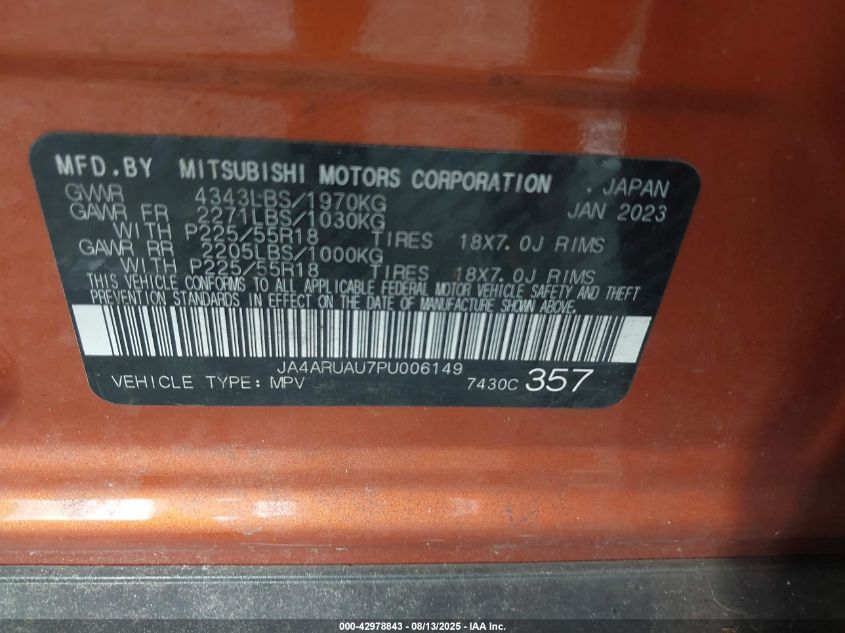 MFD.BY MITSUBISHI MOTORS CORPORATION . JAPAN
GVWR 4343LBS/1970KG JAN 2023
GAWR FR 2271LBS/1030KG
WITH P225/55R18 TIRES 18X7.0J RIMS
GAWR RR 2205LBS/1000KG
WITH P225/55R18 TIRES 18X7.0J RIMS
THIS VEHICLE CONFORMS TO ALL APPLICABLE FEDERAL MOTOR VEHICLE SAFETY AND THEFT
PREVENTION STANDARDS IN EFFECT ON THE DATE OF MANUFACTURE SHOWN ABOVE.
JA4ARUAU7PU006149
VEHICLE TYPE: MPV 7430C 357
000-42978843 - 08/13/2025 - IAA Inc.